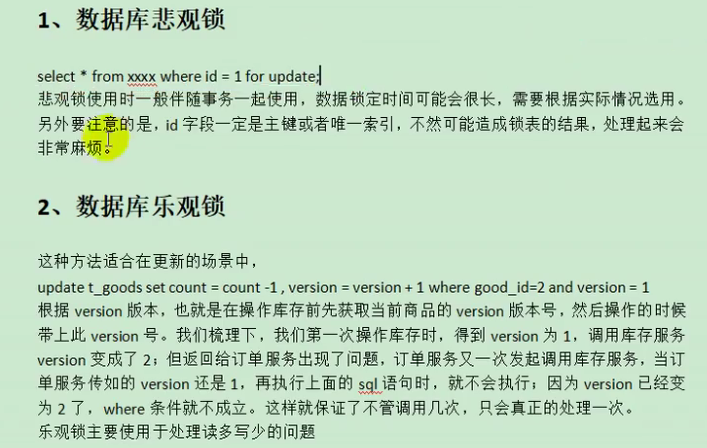 1、数据库悲观锁
select * from xxxx where id = 1 for update;
悲观锁使用时一般伴随事务一起使用，数据锁定时间可能会很长，需要根据实际情况选用。
另外要注意的是，id 字段一定是主键或者唯一索引，不然可能造成锁表的结果，处理起来会
非常麻烦。
2、数据库乐观锁
这种方法适合在更新的场景中，
update t_goods set count = count -1 , version = version + 1 where good_id=2 and version = 1
根据 version 版本，也就是在操作库存前先获取当前商品的 version 版本号，然后操作的时候
带上此 version 号。我们梳理下，我们第一次操作库存时，得到 version 为 1，调用库存服务
version 变成了 2；但返回给订单服务出现了问题，订单服务又一次发起调用库存服务，当订
单服务传如的 version 还是 1，再执行上面的 sql 语句时，就不会执行；因为 version 已经变
为 2 了，where 条件就不成立。这样就保证了不管调用几次，只会真正的处理一次。
乐观锁主要使用于处理读多写少的问题